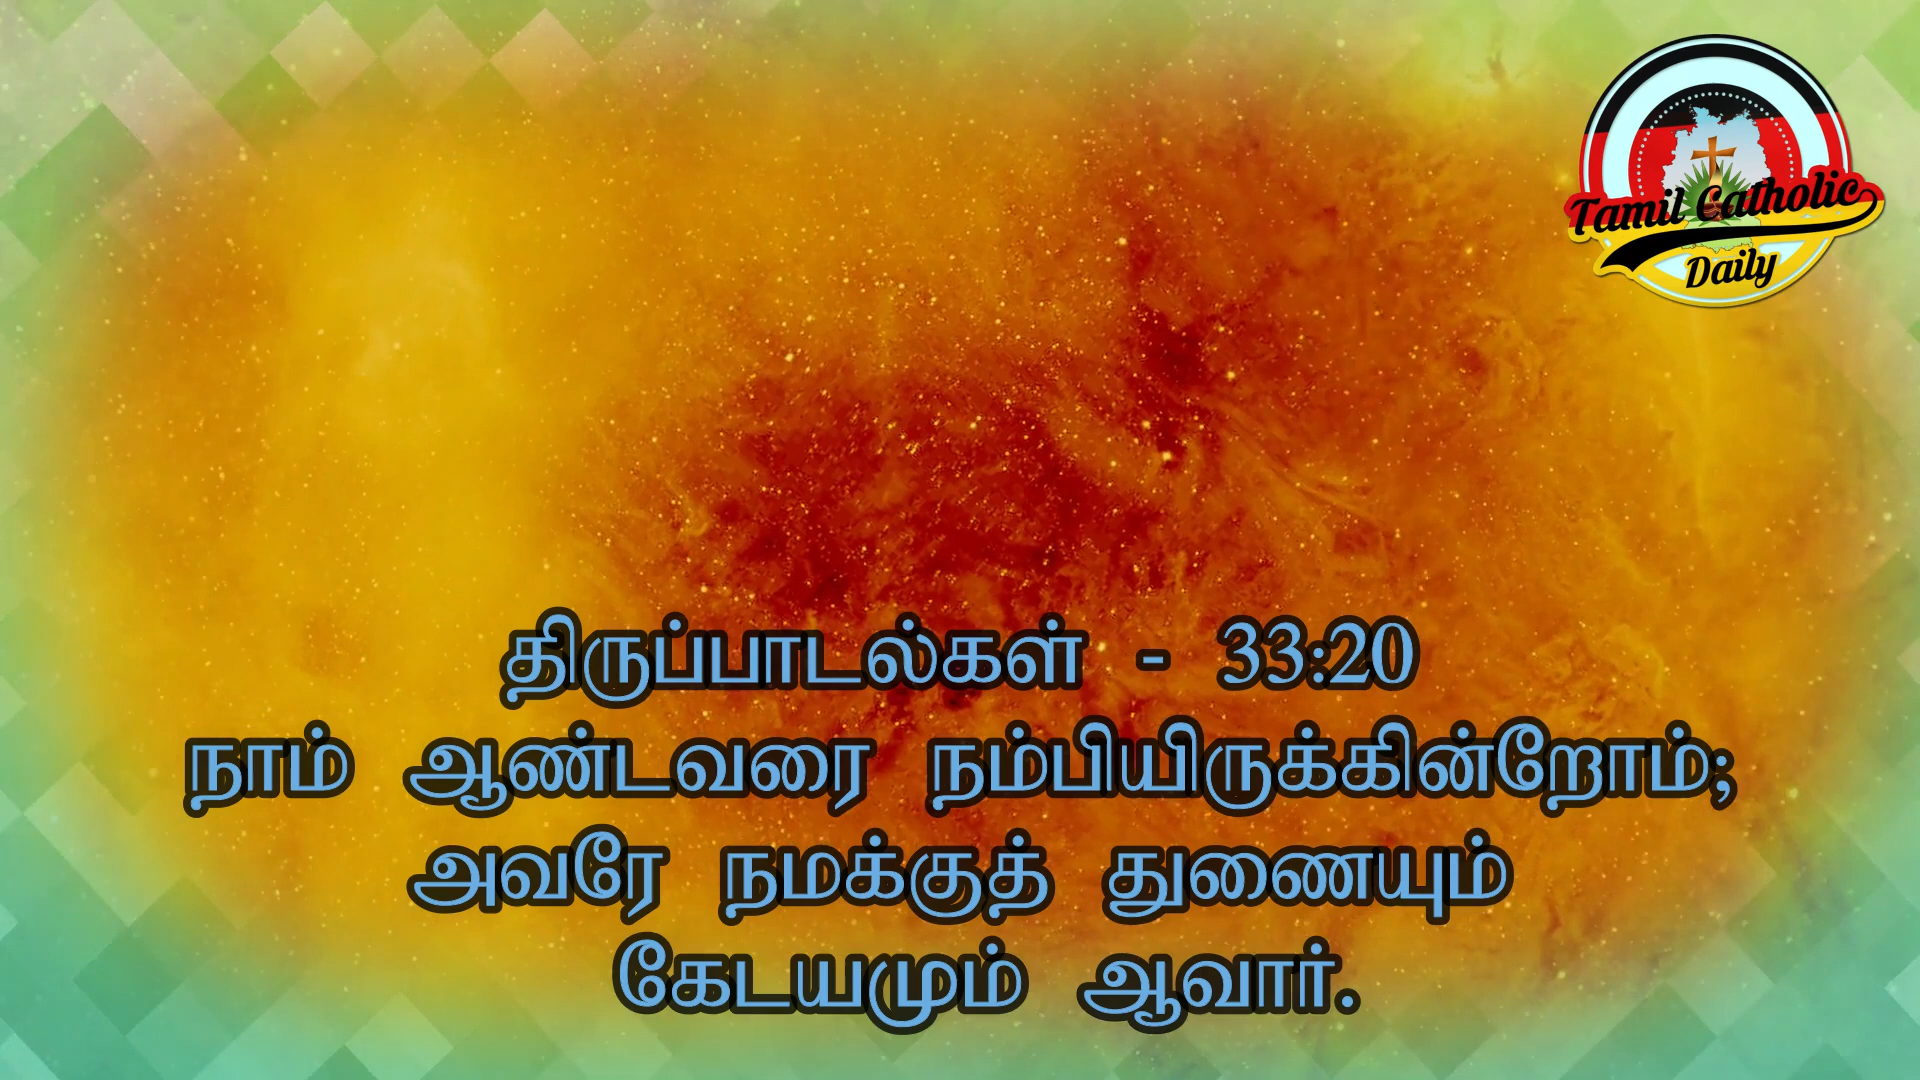 Tamil Catholic
Daily
திருப்பாடல்கள் - 33:20
நாம் ஆண்டவரை நம்பியிருக்கின்றோம்;
அவரே நமக்குத் துணையும்
கேடயமும் ஆவார்.